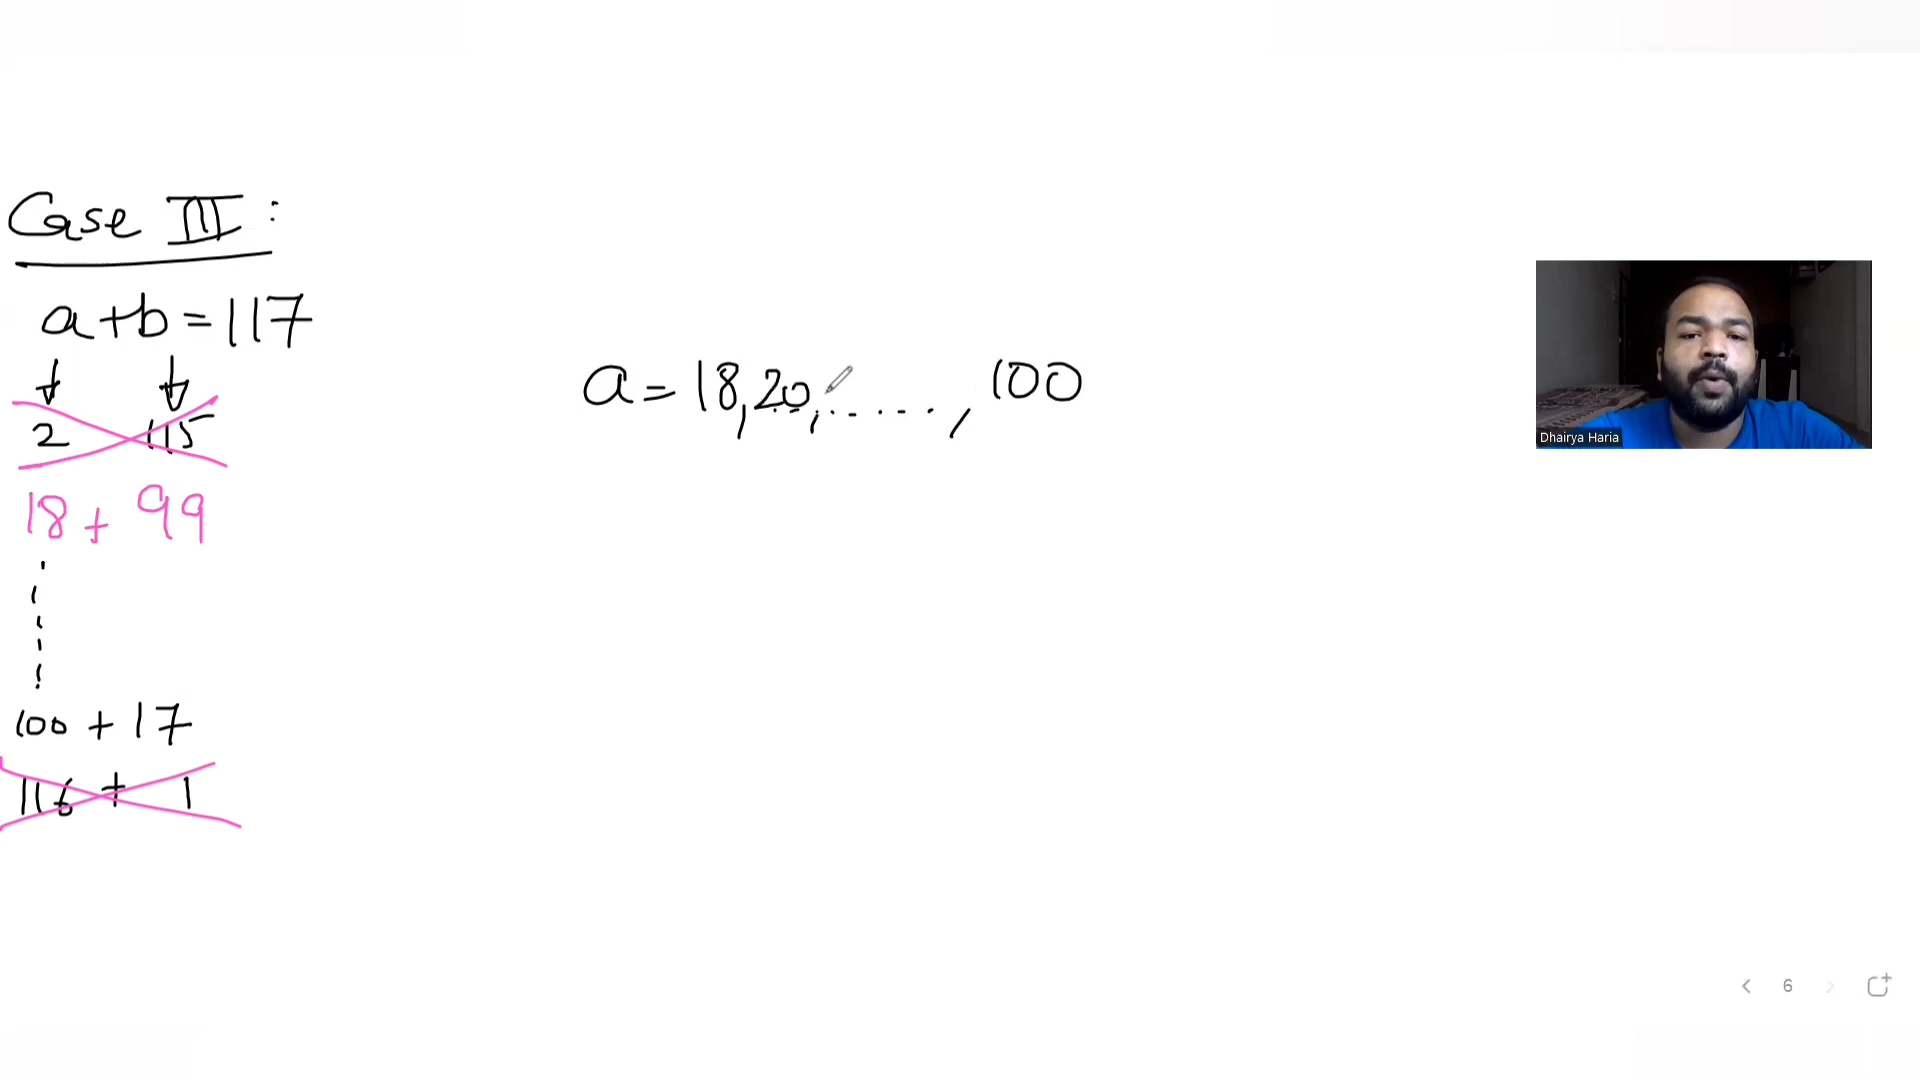 Case III :
a+b=117
2 115
18 + 99
100 + 17
116 + 1
a = 18, 20, ......, 100
Dhairya Haria
6